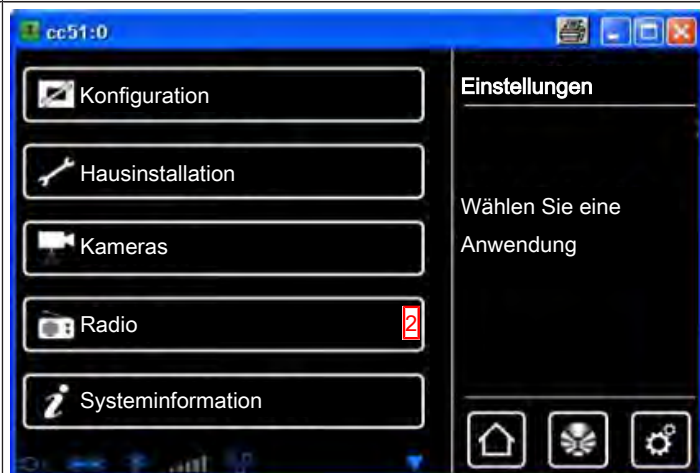 cc51:0
Konfiguration
Hausinstallation
Kameras
Radio 2
Systeminformation
Einstellungen
Wählen Sie eine
Anwendung